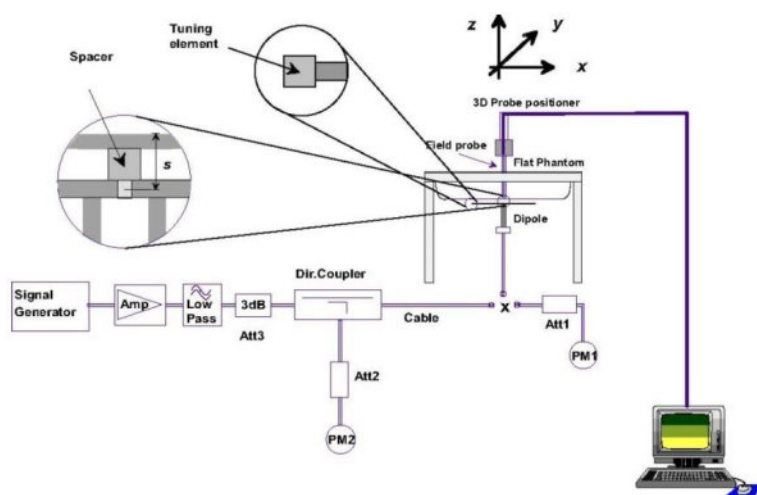 Tuning
element
Spacer
s
z
y
x
3D Probe positioner
Field probe
Flat Phantom
Dipole
Signal
Generator
Amp
Low
Pass
3dB
Att3
Dir.Coupler
Cable
x
Att1
PM1
Att2
PM2